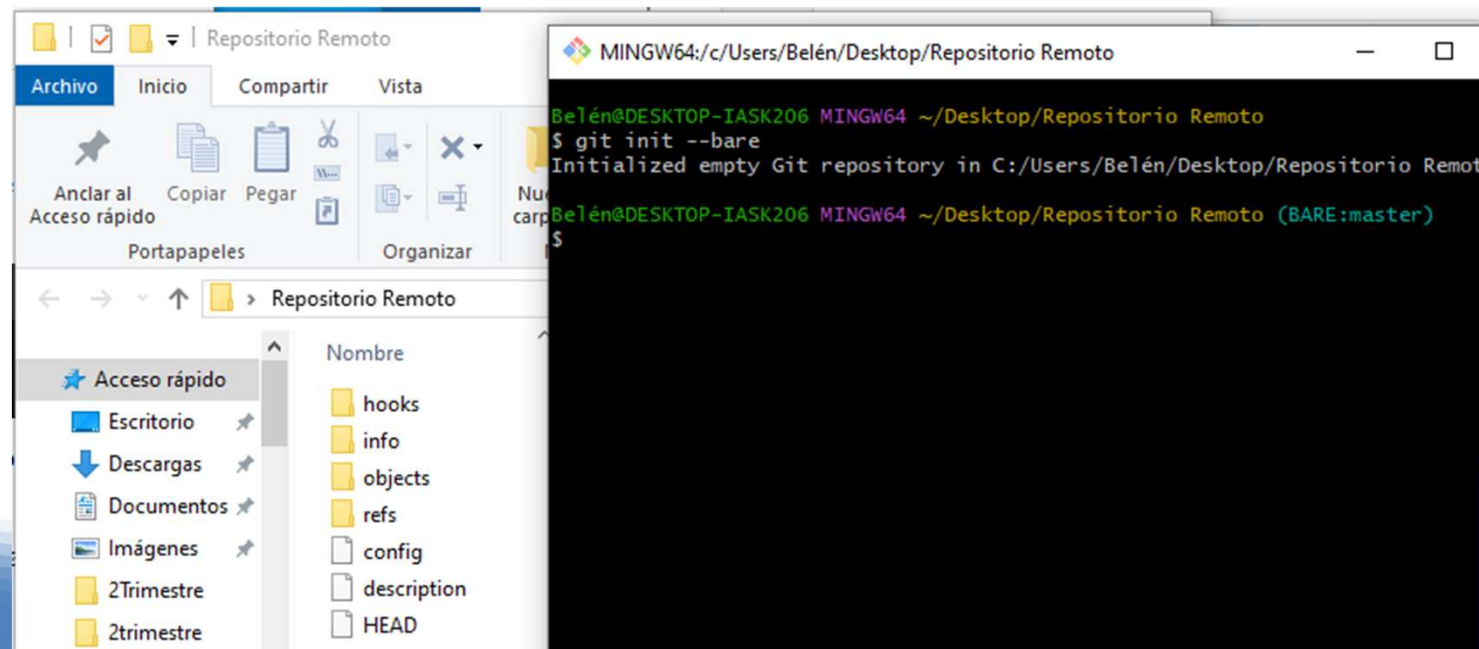 Repositorio Remoto
Archivo Inicio Compartir Vista
Anclar al
Acceso rápido
Copiar Pegar
Portapapeles
Organizar
Nue
carp
Repositorio Remoto
Acceso rápido
Escritorio
Descargas
Documentos
Imágenes
2Trimestre
2trimestre
Nombre
hooks
info
objects
refs
config
description
HEAD
MINGW64:/c/Users/Belén/Desktop/Repositorio Remoto
Belén@DESKTOP-IASK206 MINGW64 ~/Desktop/Repositorio Remoto
$ git init --bare
Initialized empty Git repository in C:/Users/Belén/Desktop/Repositorio Remot
Belén@DESKTOP-IASK206 MINGW64 ~/Desktop/Repositorio Remoto (BARE:master)
$